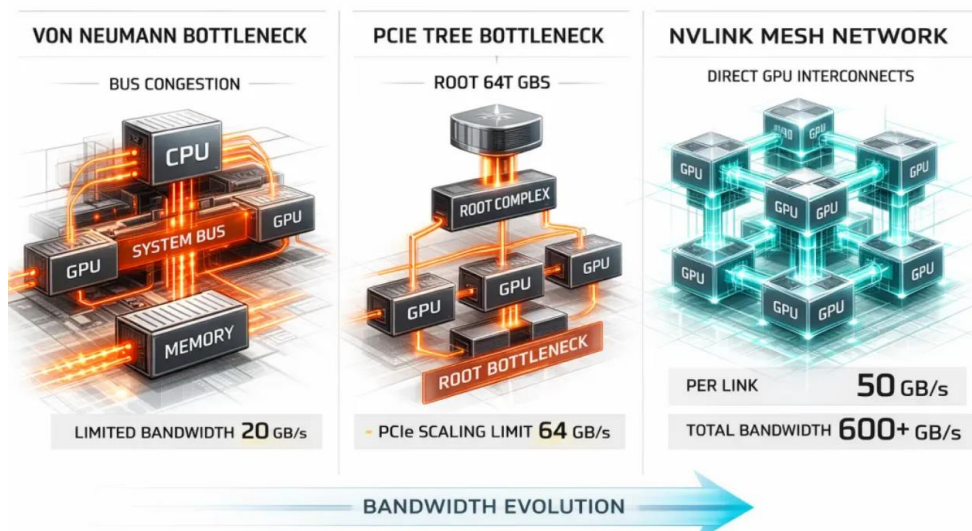 VON NEUMANN BOTTLENECK
BUS CONGESTION
CPU
GPU
SYSTEM BUS
GPU
MEMORY
LIMITED BANDWIDTH 20 GB/s
PCIE TREE BOTTLENECK
ROOT 64T GBS
ROOT COMPLEX
GPU
GPU
GPU
ROOT BOTTLENECK
- PCIe SCALING LIMIT 64 GB/s
NVLINK MESH NETWORK
DIRECT GPU INTERCONNECTS
GPU
GPU
GPU
GPU GPU
GPU
GPU
GPU GPU
PER LINK 50 GB/s
TOTAL BANDWIDTH 600+ GB/s
BANDWIDTH EVOLUTION